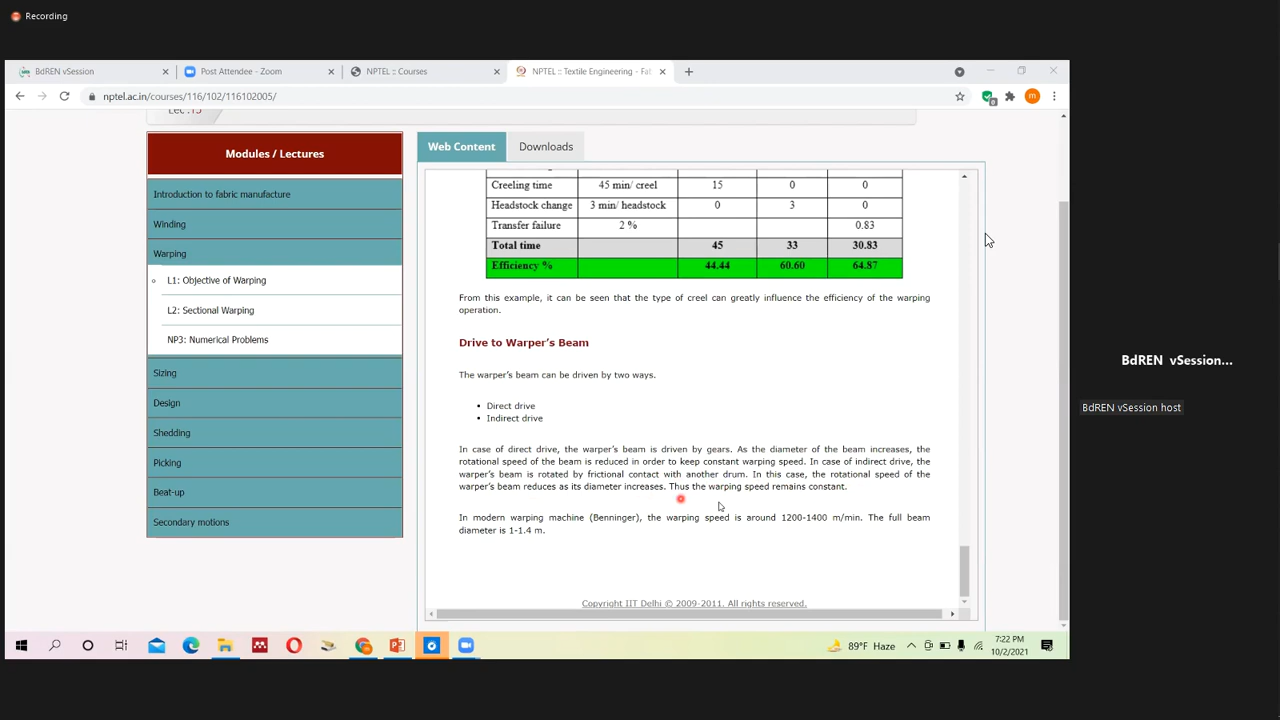 Recording
BdREN vSession
Post Attendee - Zoom
NPTEL :: Courses
NPTEL :: Textile Engineering - Fab
nptel.ac.in/courses/116/102/116102005/
Modules / Lectures
Introduction to fabric manufacture
Winding
Warping
L1: Objective of Warping
L2: Sectional Warping
NP3: Numerical Problems
Sizing
Design
Shedding
Picking
Beat-up
Secondary motions
Web Content
Downloads
Creeling time 45 min/ creel 15 0 0
Headstock change 3 min/ headstock 0 3 0
Transfer failure 2 % 0.83
Total time 45 33 30.83
Efficiency % 44.44 60.60 64.87
From this example, it can be seen that the type of creel can greatly influence the efficiency of the warping
operation.
Drive to Warper's Beam
The warper's beam can be driven by two ways.
• Direct drive
• Indirect drive
In case of direct drive, the warper's beam is driven by gears. As the diameter of the beam increases, the
rotational speed of the beam is reduced in order to keep constant warping speed. In case of indirect drive, the
warper's beam is rotated by frictional contact with another drum. In this case, the rotational speed of the
warper's beam reduces as its diameter increases. Thus the warping speed remains constant.
In modern warping machine (Benninger), the warping speed is around 1200-1400 m/min. The full beam
diameter is 1-1.4 m.
Copyright IIT Delhi © 2009-2011. All rights reserved.
BdREN vSession...
BdREN vSession host
89°F Haze
7:22 PM
10/2/2021